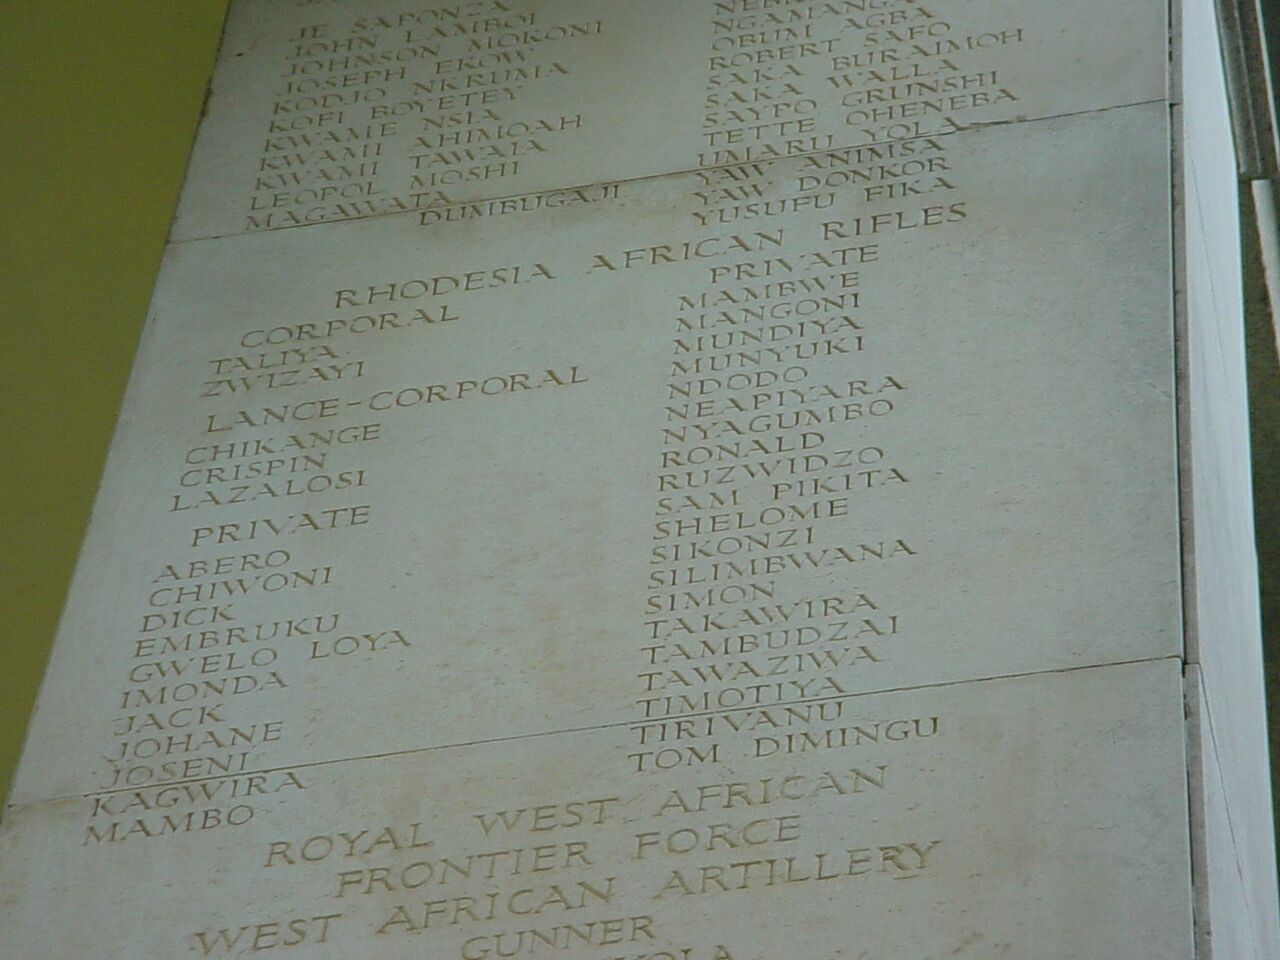 JE SAPONZA
JOHN LAMBOI
JOHNSON MOKONI
JOSEPH EKOW
KODJO NKRUMA
KOFI BOYETEY
KWAME NSIA
KWAMI AHIMOAH
KWAMI TAWAIA
LEOPOL MOSHI
MAGAWATA DUMBUGAJI
NGAMANGA
OBUM AGBA
ROBERT SAFO
SAKA BURAIMOH
SAKA WALLA
SAYPO GRUNSHI
TETTE OHENEBA
UMARU YOLA
YAW ANIMSA
YAW DONKOR
YUSUFU FIKA
RHODESIA AFRICAN RIFLES
CORPORAL
TALIYA
ZWIZAYI
LANCE-CORPORAL
CHIKANGE
CRISPIN
LAZALOSI
PRIVATE
ABERO
CHIWONI
DICK
EMBRUKU
GWELO LOYA
IMONDA
JACK
JOHANE
JOSENI
KAGWIRA
MAMBO
PRIVATE
MAMBWE
MANGONI
MUNDIYA
MUNYUKI
NDODO
NEAPIYARA
NYAGUMBO
RONALD
RUZWIDZO
SAM PIKITA
SHELOME
SIKONZI
SILIMBWANA
SIMON
TAKAWIRA
TAMBUDZAI
TAWAZIWA
TIMOTIYA
TIRIVANU
TOM DIMINGU
ROYAL WEST AFRICAN
FRONTIER FORCE
WEST AFRICAN ARTILLERY
GUNNER